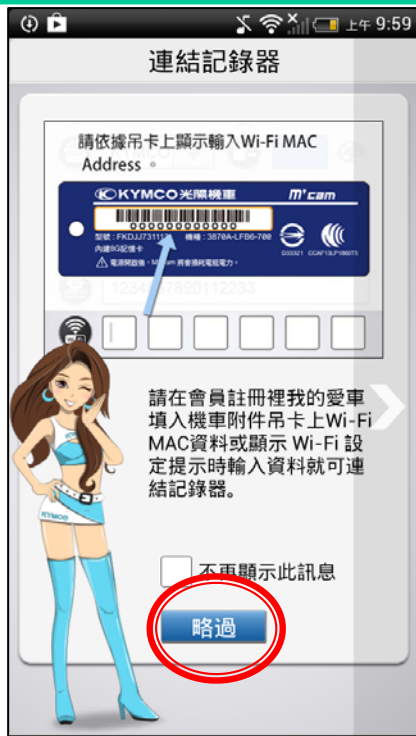 上午 9:59
連結記錄器
請依據吊卡上顯示輸入Wi-Fi MAC
Address。
KYMCO光陽機車 m'cam
0000000000000
內建8G記憶卡
請在會員註冊裡我的愛車
填入機車附件吊卡上Wi-Fi
MAC資料或顯示 Wi-Fi 設
定提示時輸入資料就可連
結記錄器。
KYMCO
不再顯示此訊息
略過